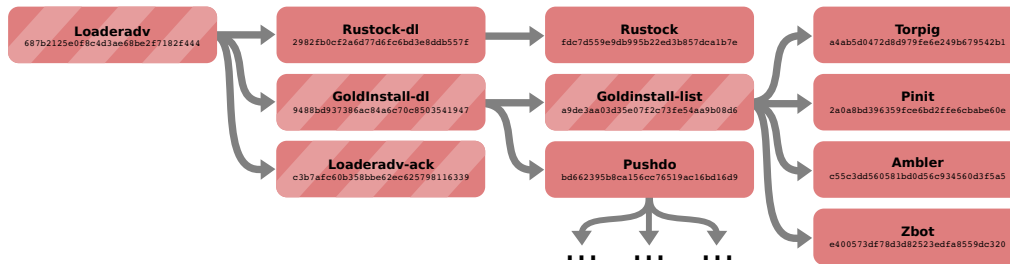 Loaderadv
687b2125e0f8c4d3ae68be2f7182f444
Rustock-dl
2982fb0cf2a6d77d6fc6bd3e8ddb557f
Rustock
fdc7d559e9db995b22ed3b857dca1b7e
Torpig
a4ab5d0472d8d979fe6e249b679542b1
GoldInstall-dl
9488bd937386ac84a6c70c8503541947
Goldinstall-list
a9de3aa03d35e07f2c73fe54aa9b08d6
Pinit
2a0a8bd396359fce6bd2ffe6cbabe60e
Loaderadv-ack
c3b7afc60b358bbe62ec625798116339
Pushdo
bd662395b8ca156cc76519ac16bd16d9
Ambler
c55c3dd560581bd0d56c934560d3f5a5
Zbot
e400573df78d3d82523edfa8559dc320
... ... ...